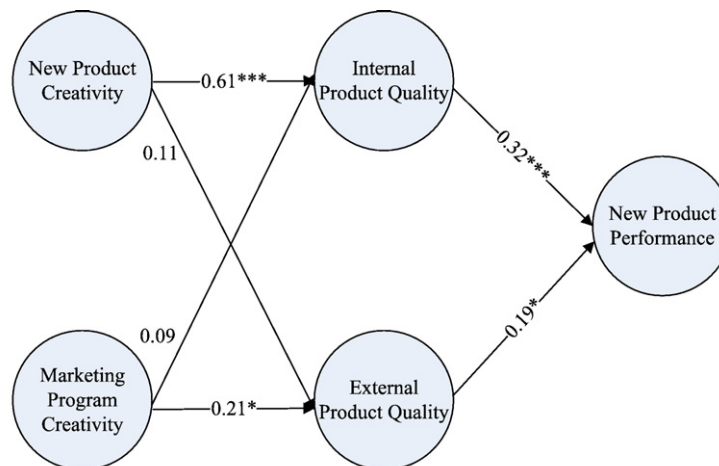 New Product
Creativity
0.61***
Internal
Product Quality
0.11
0.32***
New Product
Performance
0.09
0.19*
Marketing
Program
Creativity
0.21*
External
Product Quality